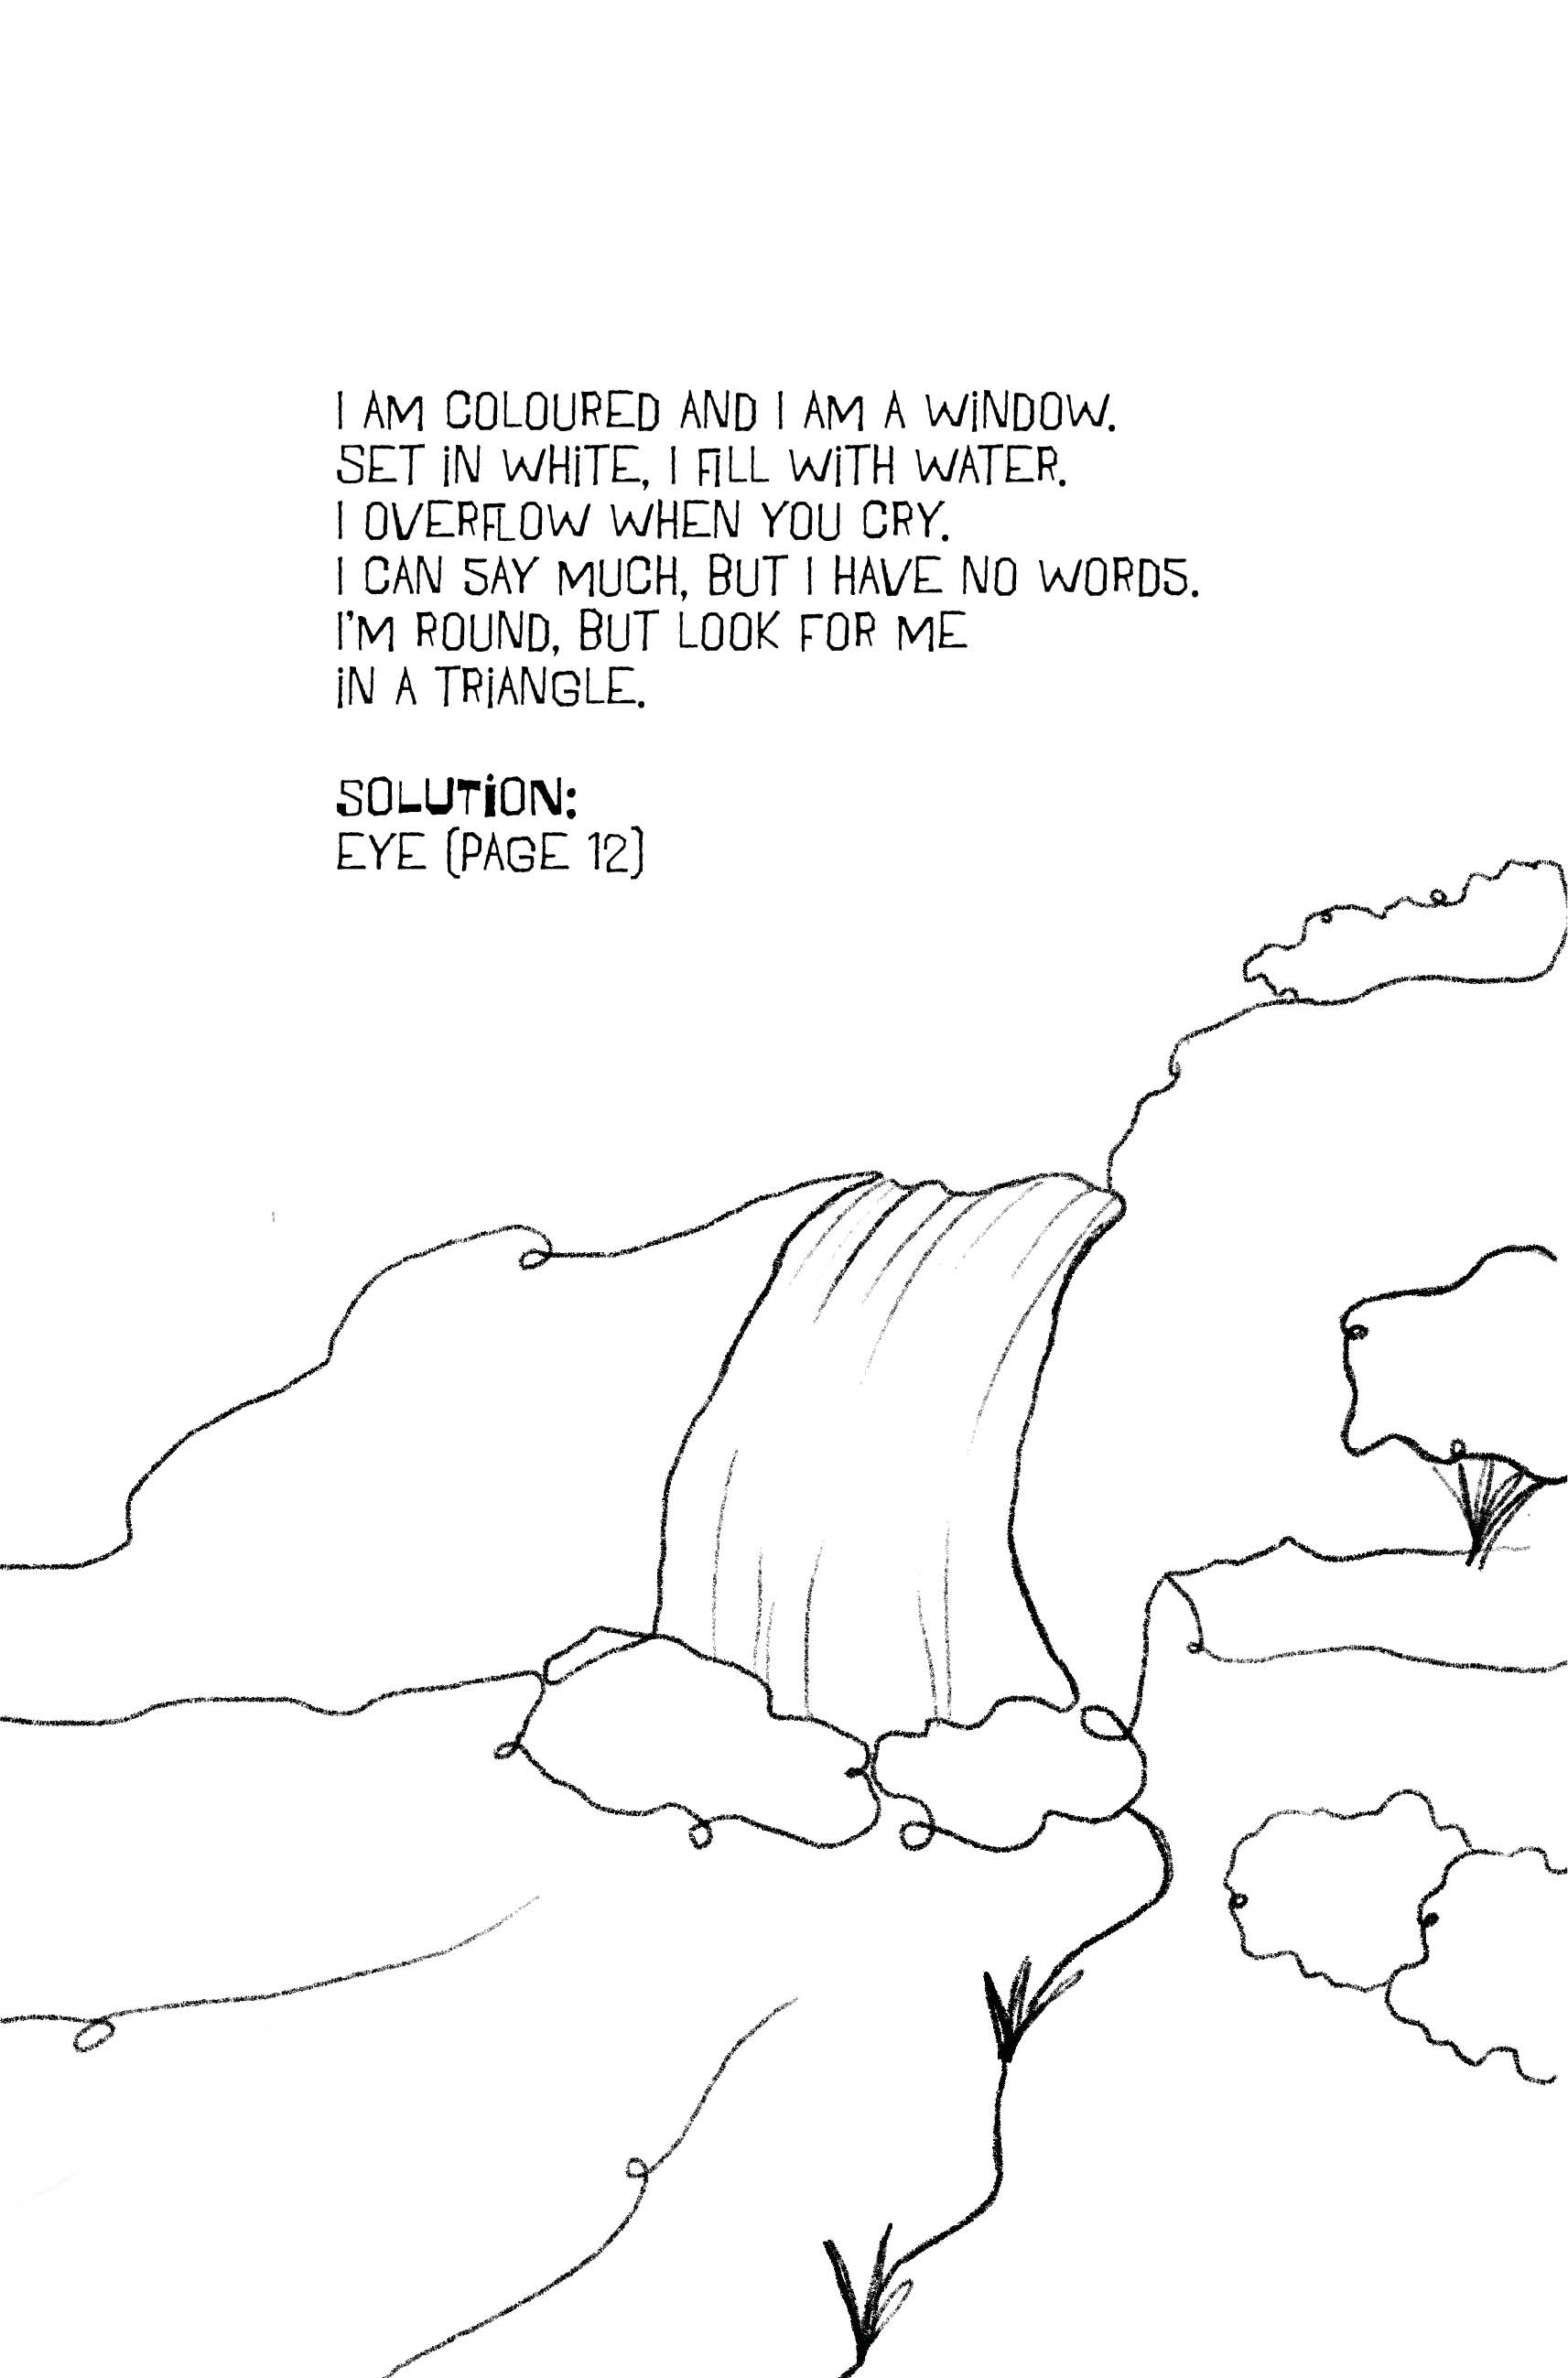 I AM COLOURED AND I AM A WINDOW.
SET IN WHITE, I FILL WITH WATER.
I OVERFLOW WHEN YOU CRY.
I CAN SAY MUCH, BUT I HAVE NO WORDS.
I'M ROUND, BUT LOOK FOR ME
IN A TRIANGLE.
SOLUTION:
EYE (PAGE 12)